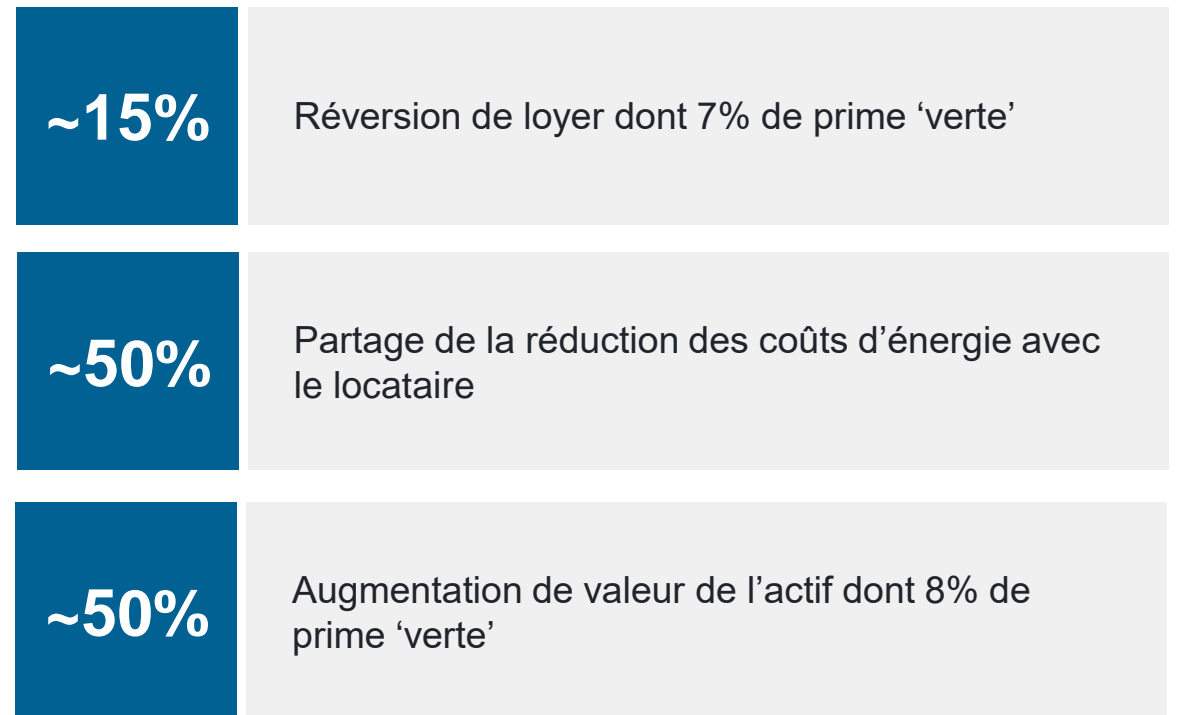 ~15%
Réversion de loyer dont 7% de prime ‘verte’
~50%
Partage de la réduction des coûts d’énergie avec
le locataire
~50%
Augmentation de valeur de l’actif dont 8% de
prime ‘verte’